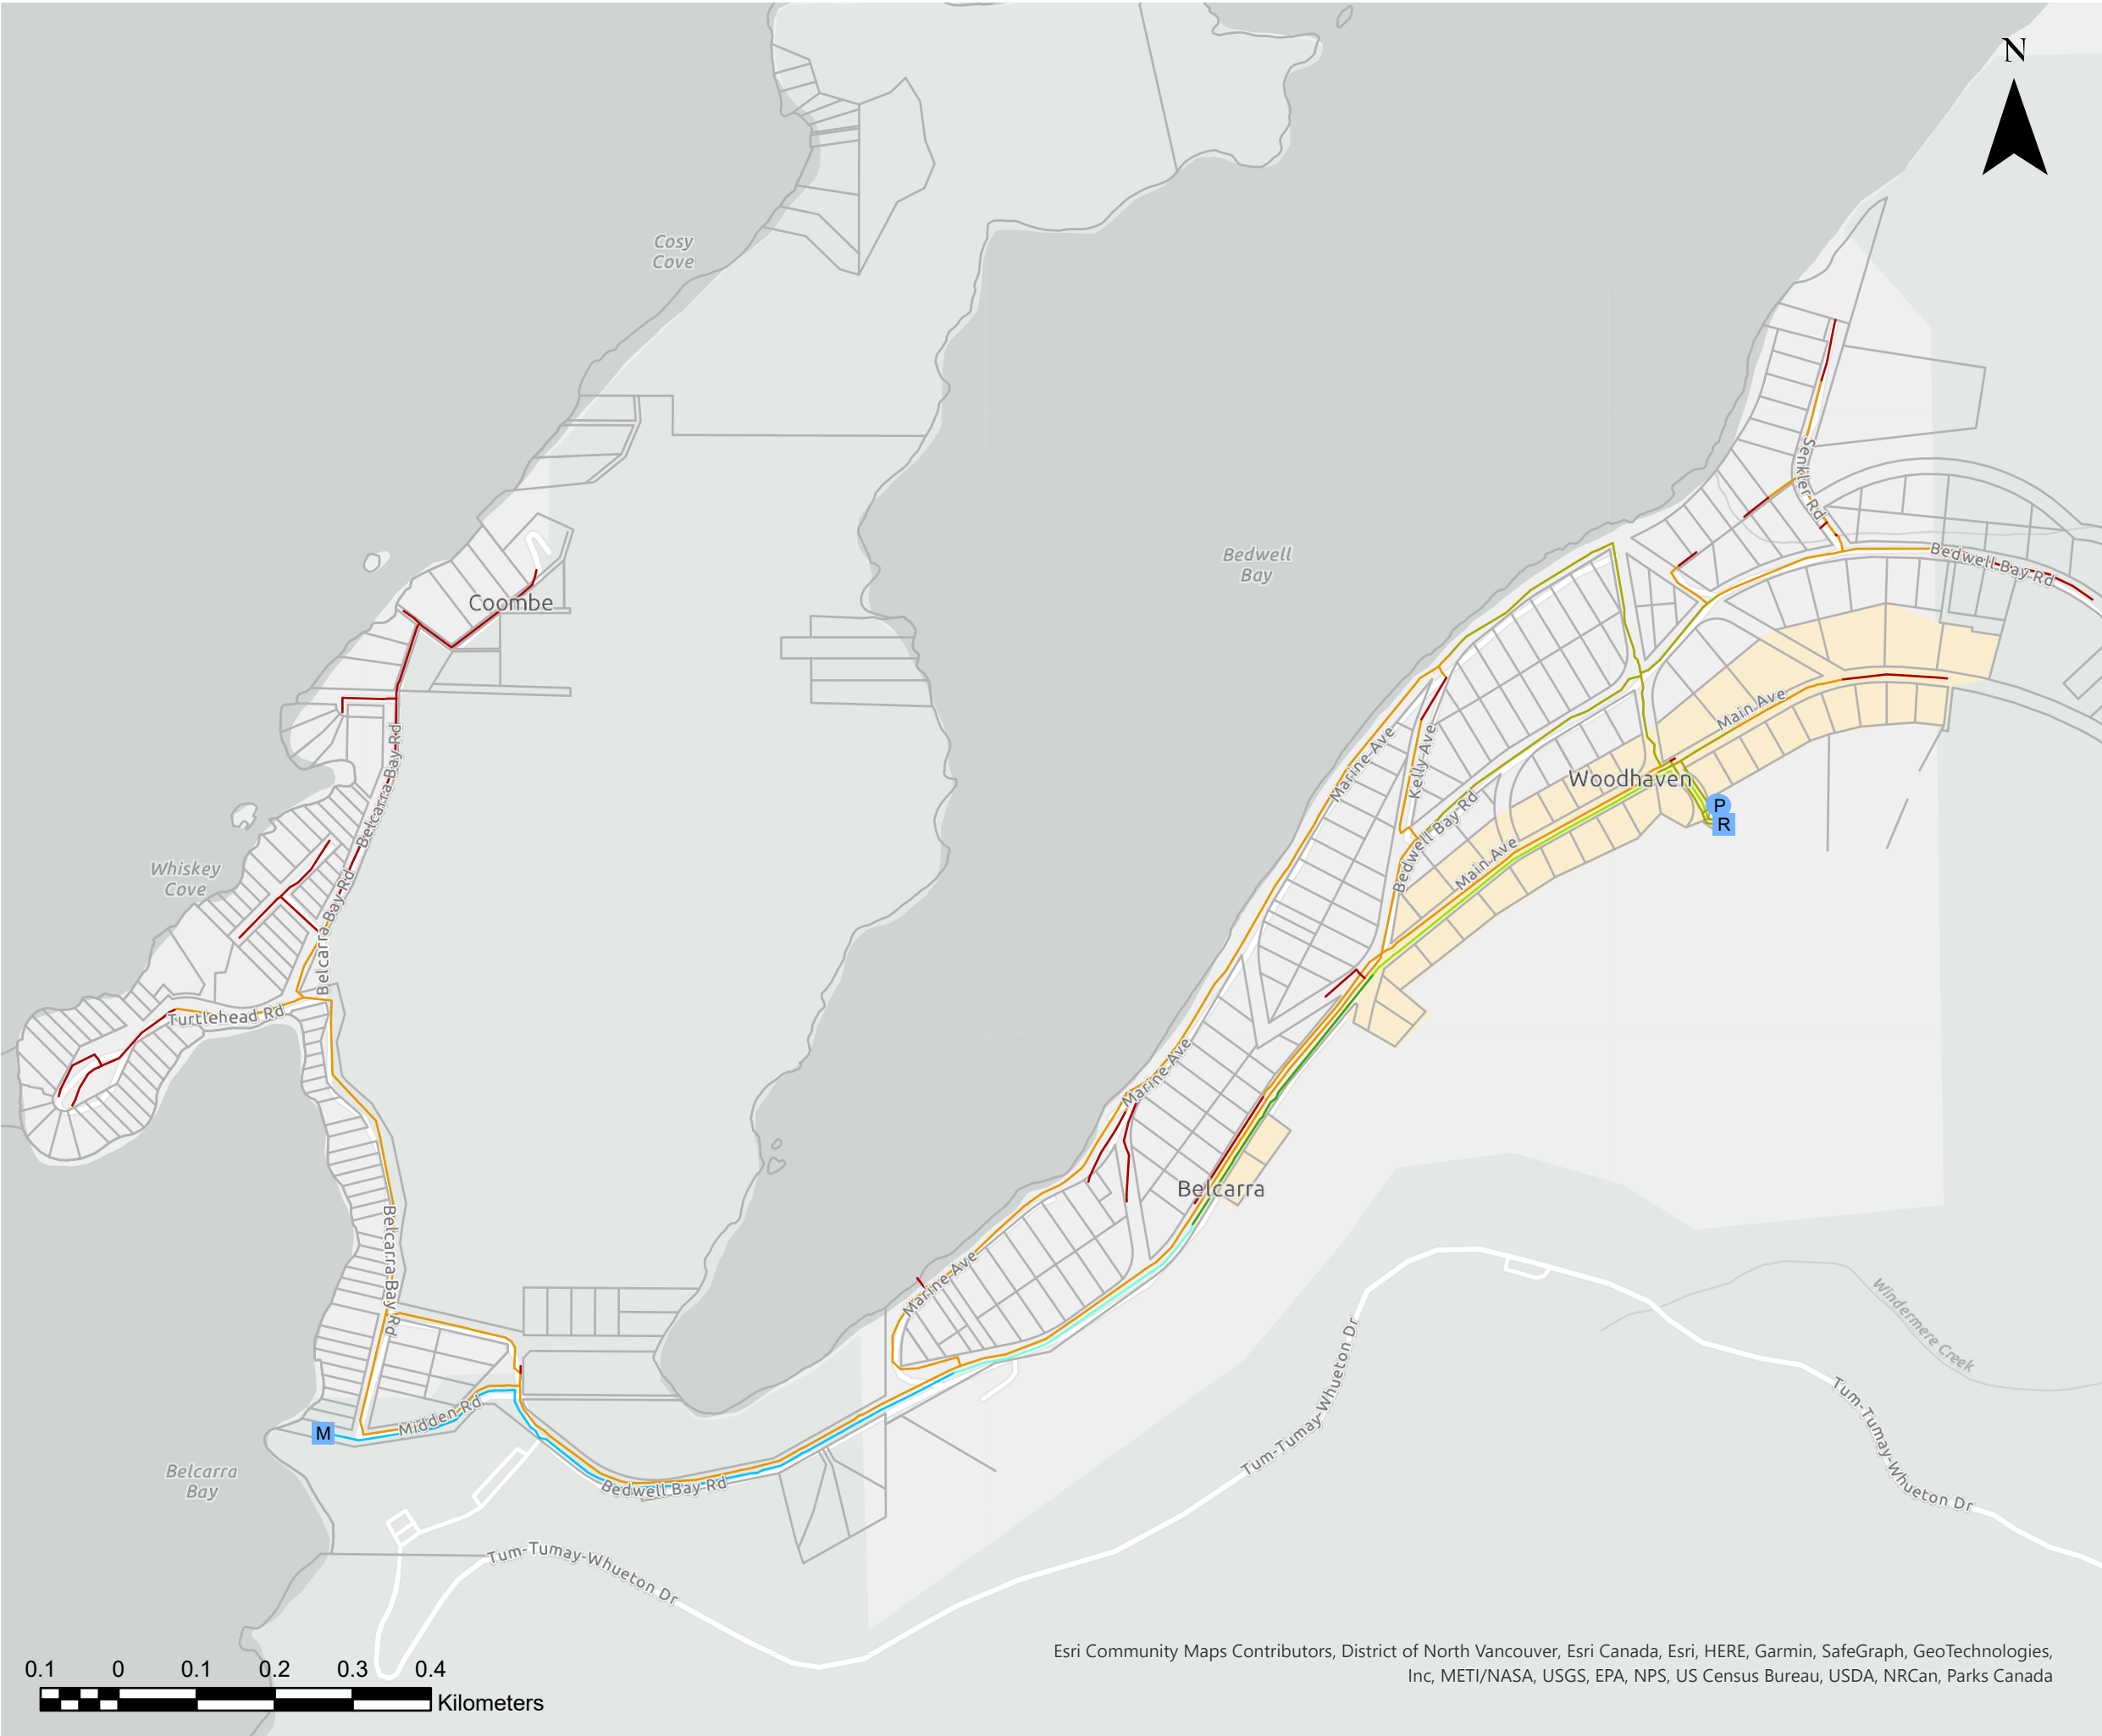 N
Cosy
Cove
Bedwell
Bay
Senkler Rd
Bedwell Bay Rd
Coombe
Main Ave
Marine Ave
Kelly Ave
Woodhaven
Belcarra Bay Rd
P
R
Bedwell Bay Rd
Main Ave
Whiskey
Cove
Belcarra Bay Rd
Turtlehead Rd
Marine Ave
Belcarra
Belcarra Bay Rd
Marine Ave
Windermere Creek
Tum-Tumay-Whueton Dr
Midden Rd
M
Tum-Tumay-Whueton Dr
Belcarra
Bay
Bedwell Bay Rd
Tum-Tumay-Whueton Dr
Esri Community Maps Contributors, District of North Vancouver, Esri Canada, Esri, HERE, Garmin, SafeGraph, GeoTechnologies,
Inc, METI/NASA, USGS, EPA, NPS, US Census Bureau, USDA, NRCan, Parks Canada
0.1 0 0.1 0.2 0.3 0.4
Kilometers